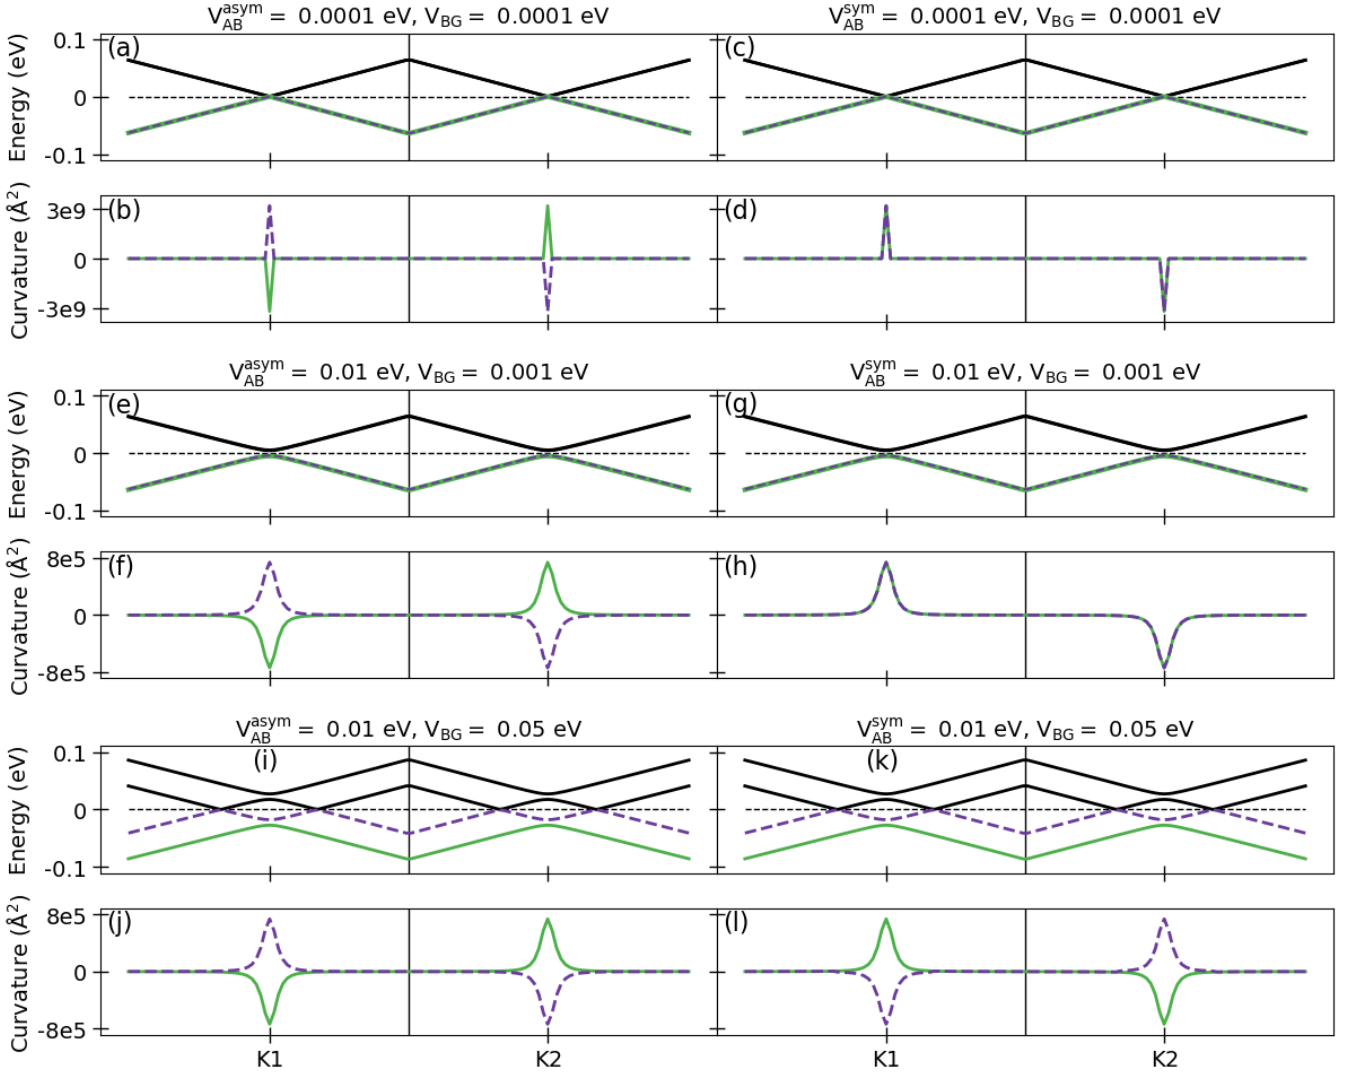 V_AB^asym = 0.0001 eV, V_BG = 0.0001 eV
V_AB^sym = 0.0001 eV, V_BG = 0.0001 eV
Energy (eV)
0.1
0
-0.1
(a)
(c)
Curvature (Å²)
3e9
0
-3e9
(b)
(d)
V_AB^asym = 0.01 eV, V_BG = 0.001 eV
V_AB^sym = 0.01 eV, V_BG = 0.001 eV
Energy (eV)
0.1
0
-0.1
(e)
(g)
Curvature (Å²)
8e5
0
-8e5
(f)
(h)
V_AB^asym = 0.01 eV, V_BG = 0.05 eV
V_AB^sym = 0.01 eV, V_BG = 0.05 eV
Energy (eV)
0.1
0
-0.1
(i)
(k)
Curvature (Å²)
8e5
0
-8e5
(j)
(l)
K1
K2
K1
K2